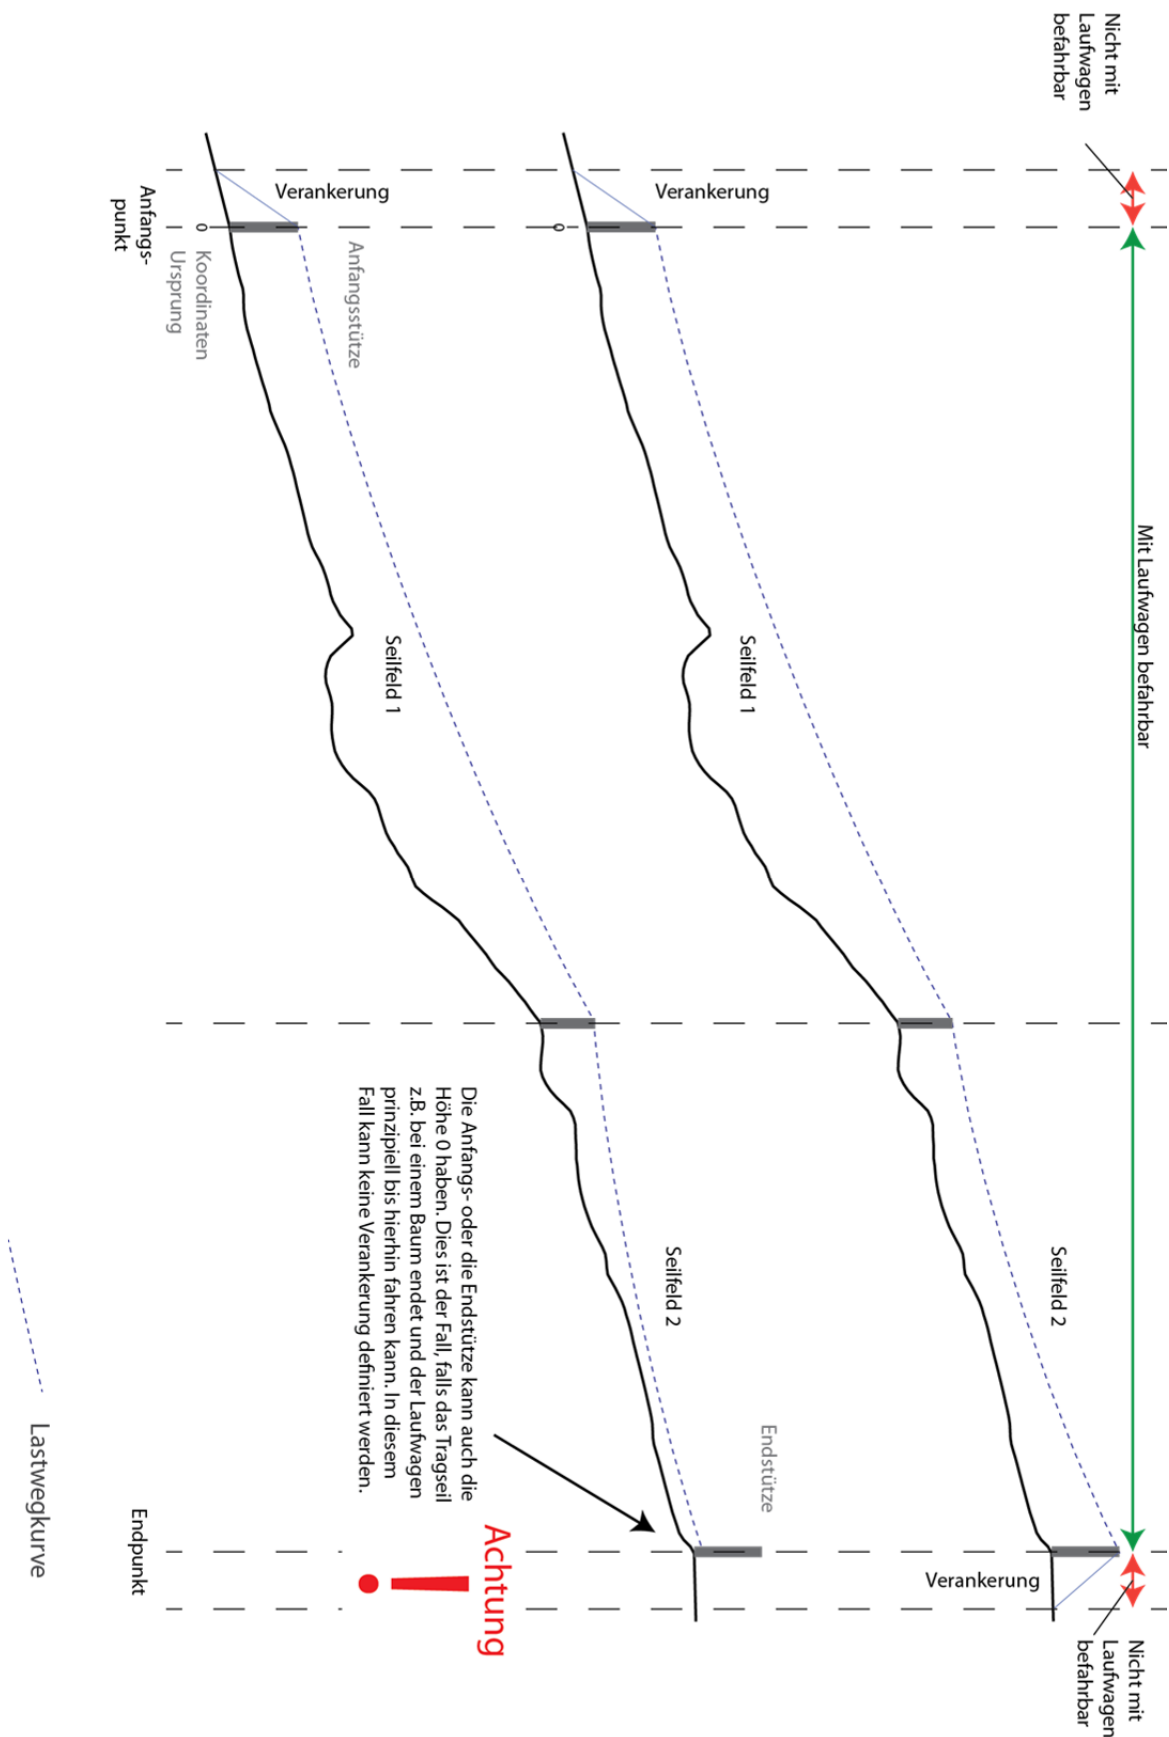 Nicht mit
Laufwagen
befahrbar
Mit Laufwagen befahrbar
Nicht mit
Laufwagen
befahrbar
Verankerung
Seilfeld 1
Seilfeld 2
Verankerung
0
Verankerung
Anfangsstütze
Seilfeld 1
Seilfeld 2
Endstütze
0
Koordinaten
Ursprung
Die Anfangs- oder die Endstütze kann auch die
Höhe 0 haben. Dies ist der Fall, falls das Tragseil
z.B. bei einem Baum endet und der Laufwagen
prinzipiell bis hierhin fahren kann. In diesem
Fall kann keine Verankerung definiert werden.
Achtung
!
Anfangs-
punkt
Endpunkt
Lastwegkurve